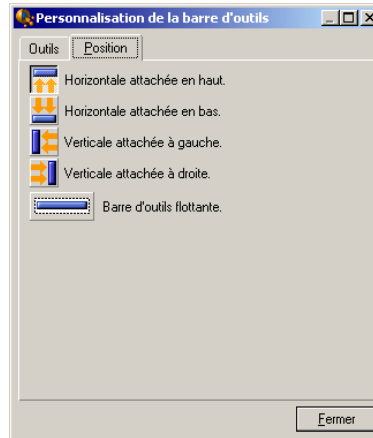 Personnalisation de la barre d'outils
Outils Position
Horizontale attachée en haut.
Horizontale attachée en bas.
Verticale attachée à gauche.
Verticale attachée à droite.
Barre d'outils flottante.
Fermer